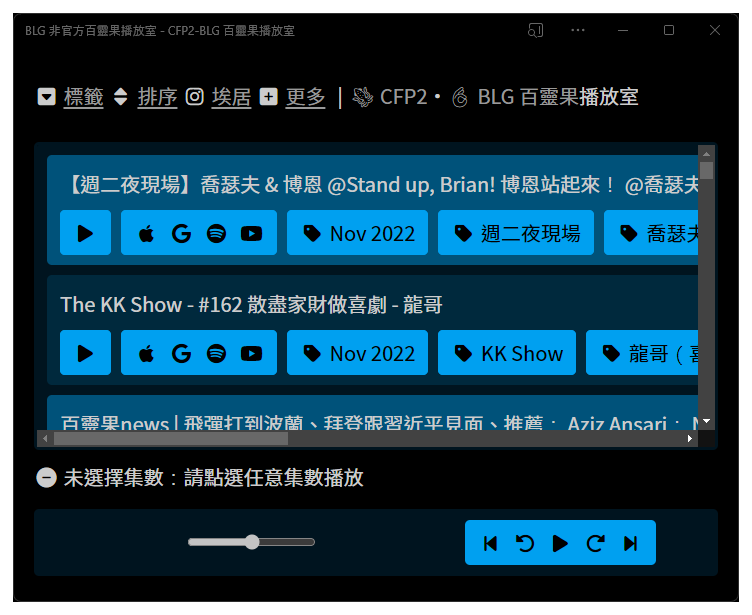 BLG 非官方百靈果播放室 - CFP2-BLG 百靈果播放室
標籤 排序 埃居 更多 | CFP2 • BLG 百靈果播放室
【週二夜現場】喬瑟夫 & 博恩 @Stand up, Brian! 博恩站起來！ @喬瑟夫
Nov 2022 週二夜現場 喬瑟夫
The KK Show - #162 散盡家財做喜劇 - 龍哥
Nov 2022 KK Show 龍哥（喜
百靈果news | 飛彈打到波蘭、拜登跟習近平見面、推薦： Aziz Ansari： N
未選擇集數：請點選任意集數播放